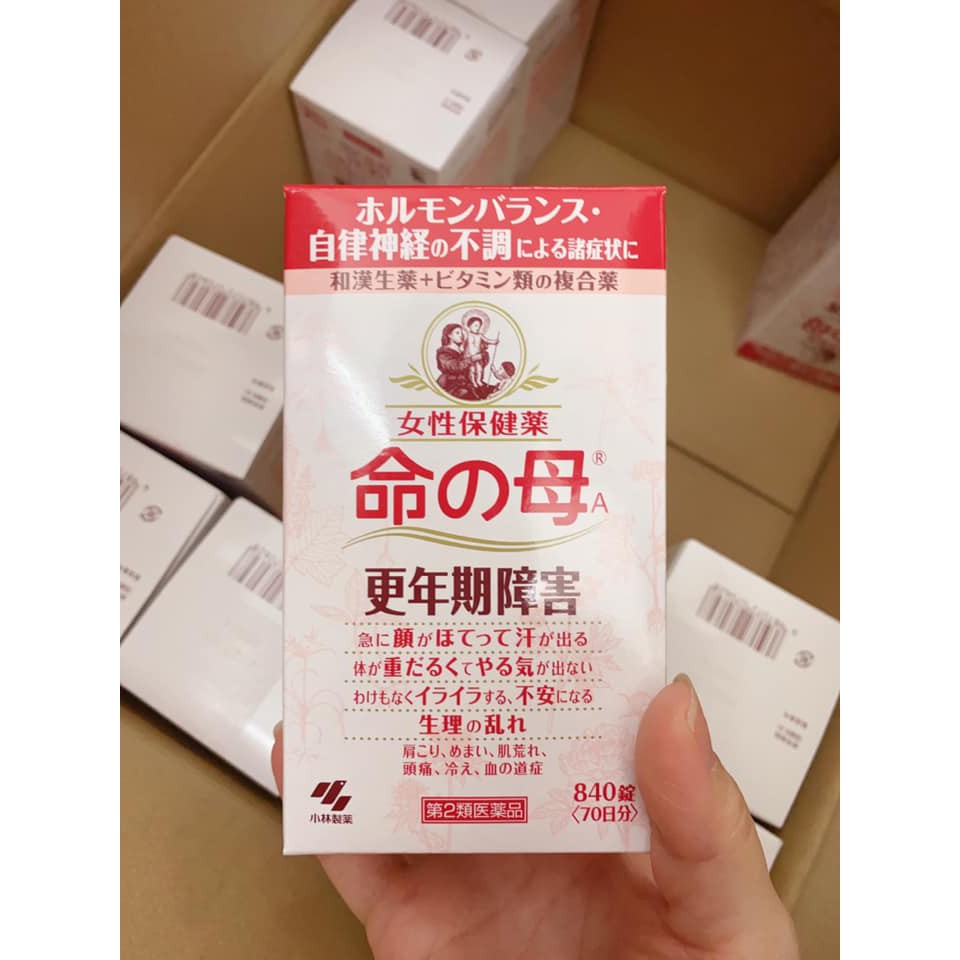 ホルモンバランス・
自律神経の不調による諸症状に
和漢生薬+ビタミン類の複合薬
女性保健薬
命の母®A
更年期障害
急に顔がほてって汗が出る
体が重だるくてやる気が出ない
わけもなくイライラする、不安になる
生理の乱れ
肩こり、めまい、肌荒れ、
頭痛、冷え、血の道症
小林製薬
第2類医薬品
840錠
〈70日分〉